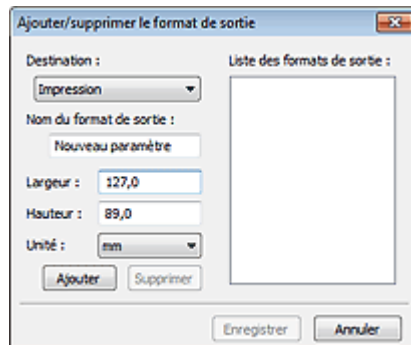 Ajouter/supprimer le format de sortie
Destination :
Impression
Nom du format de sortie :
Nouveau paramètre
Largeur : 127,0
Hauteur : 89,0
Unité : mm
Ajouter Supprimer
Liste des formats de sortie :
Enregistrer Annuler